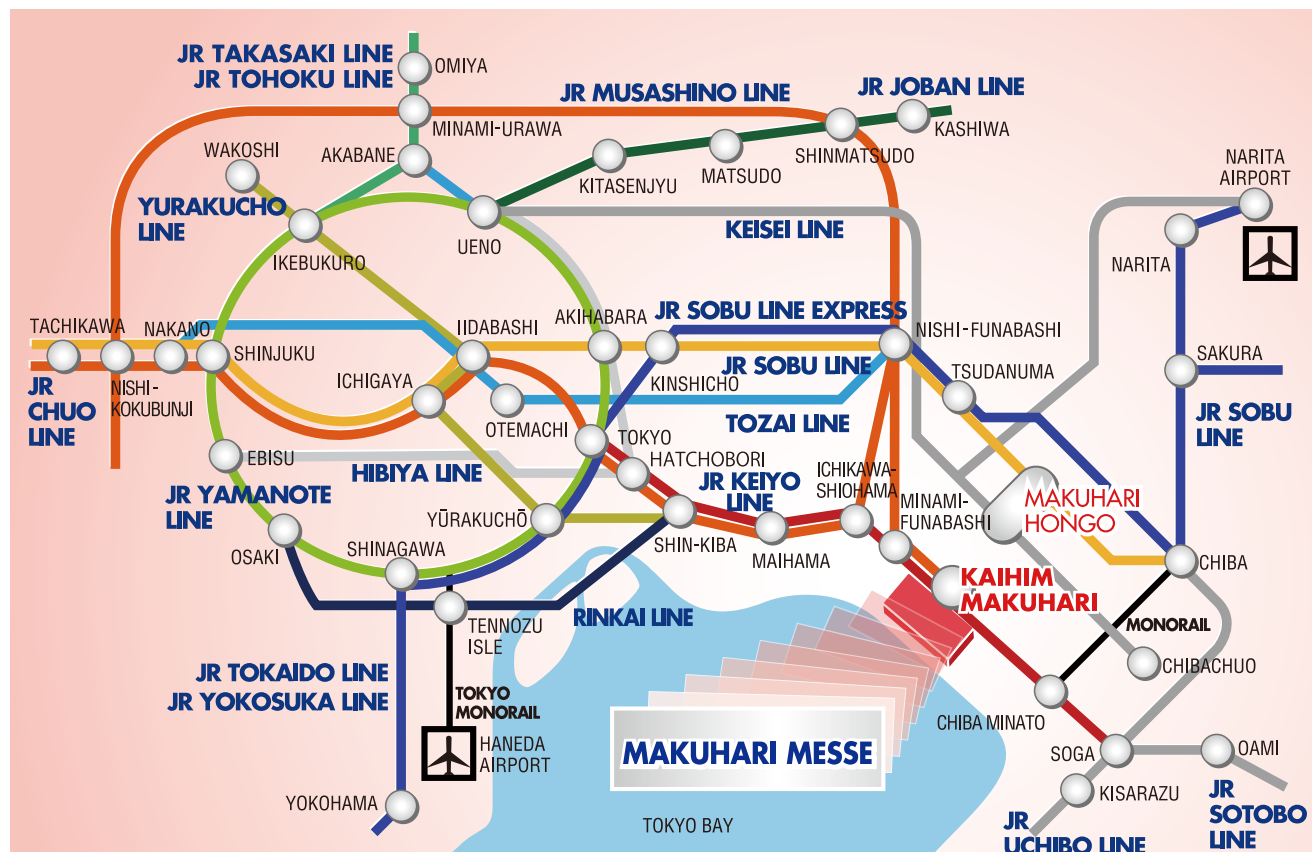 JR TAKASAKI LINE
JR TOHOKU LINE
OMIYA
JR MUSASHINO LINE
JR JOBAN LINE
MINAMI-URAWA
KASHIWA
WAKOSHI
AKABANE
KITASENJYU
MATSUDO
SHINMATSUDO
NARITA
AIRPORT
YURAKUCHO
LINE
IKEBUKURO
UENO
KEISEI LINE
NARITA
TACHIKAWA
NAKANO
SHINJUKU
IIDABASHI
AKIHABARA
JR SOBU LINE EXPRESS
NISHI-FUNABASHI
SAKURA
JR
CHUO
LINE
NISHI-
KOKUBUNJI
ICHIGAYA
KINSHICHO
JR SOBU LINE
TSUDANUMA
OTEMACHI
TOZAI LINE
JR SOBU
LINE
EBISU
HIBIYA LINE
TOKYO
HATCHOBORI
JR KEIYO
LINE
ICHIKAWA-
SHIOHAMA
MINAMI-
FUNABASHI
MAKUHARI
HONGO
JR YAMANOTE
LINE
OSAKI
SHINAGAWA
YŪRAKUCHŌ
SHIN-KIBA
MAIHAMA
CHIBA
KAIHIM
MAKUHARI
TENNOZU
ISLE
RINKAI LINE
MONORAIL
CHIBACHUO
JR TOKAIDO LINE
JR YOKOSUKA LINE
TOKYO
MONORAIL
CHIBA MINATO
HANEDA
AIRPORT
MAKUHARI MESSE
SOGA
OAMI
YOKOHAMA
KISARAZU
TOKYO BAY
JR
UCHIBO LINE
JR
SOTOBO
LINE